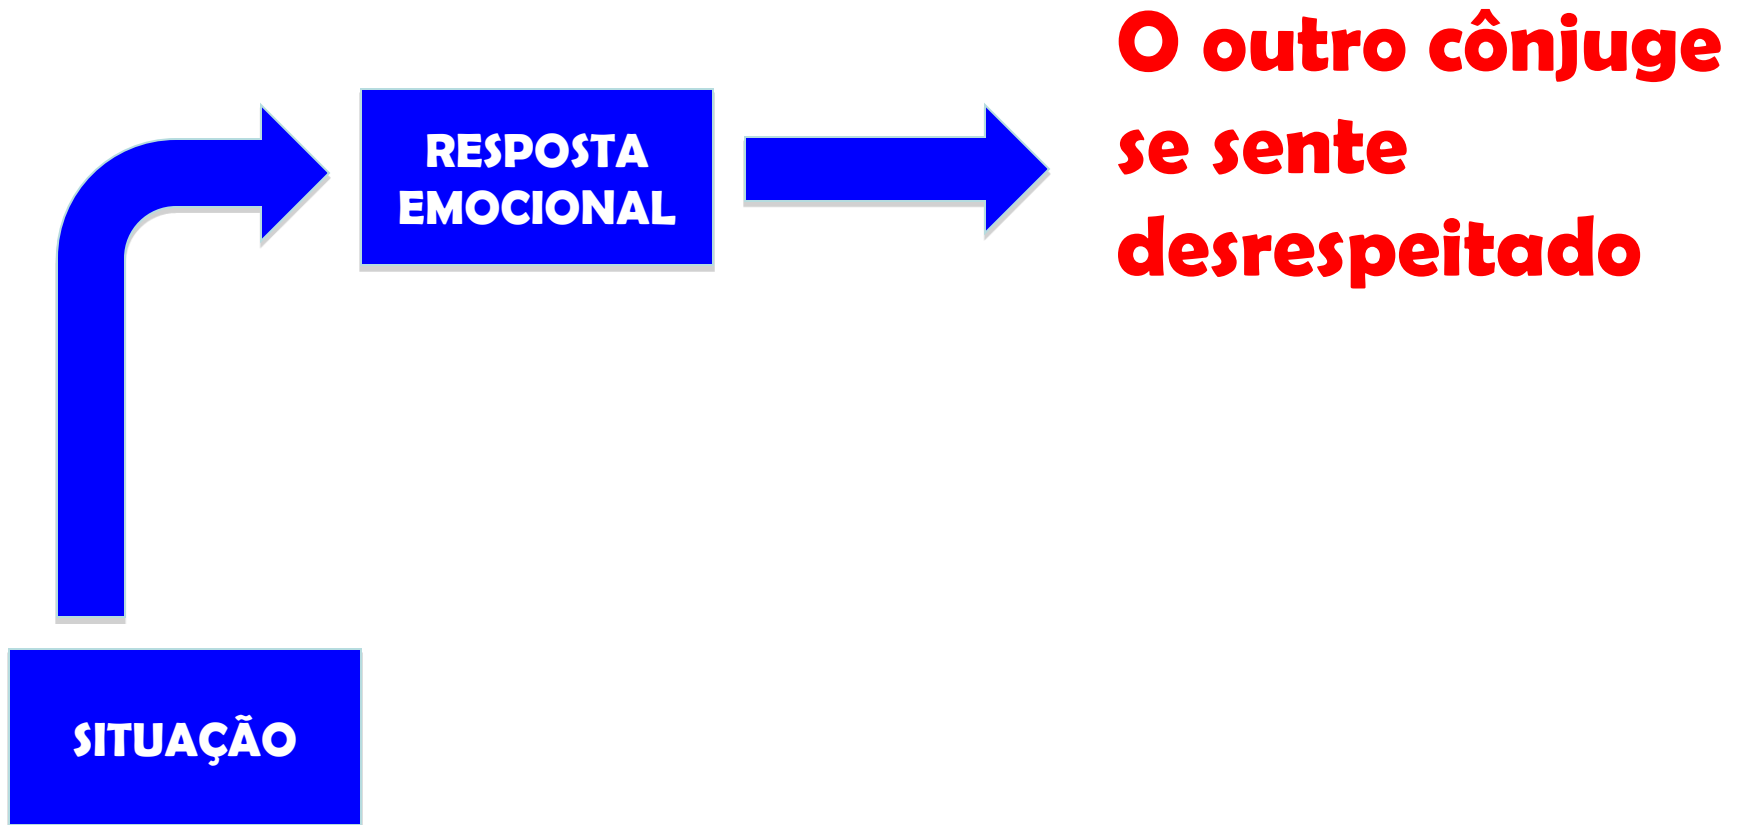 O outro cônjuge
se sente
desrespeitado
RESPOSTA
EMOCIONAL
SITUAÇÃO